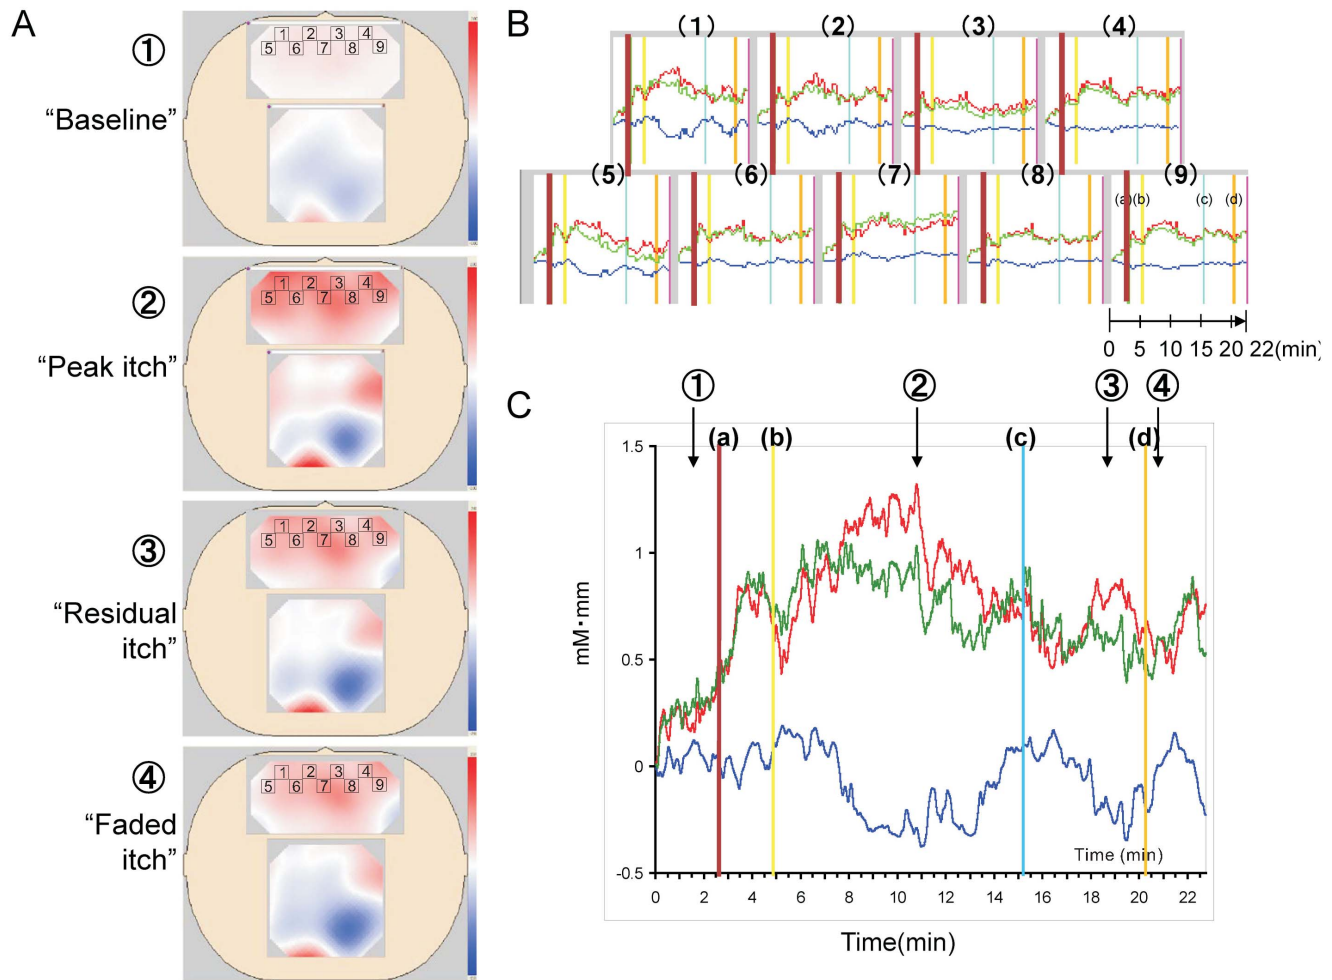 A
①
“Baseline”
1 2 3 4
5 6 7 8 9
②
“Peak itch”
1 2 3 4
5 6 7 8 9
③
“Residual
itch”
1 2 3 4
5 6 7 8 9
④
“Faded
itch”
1 2 3 4
5 6 7 8 9
B
(1) (2) (3) (4)
(5) (6) (7) (8) (9)
(a) (b) (c) (d)
0 5 10 15 20 22(min)
C
① ② ③ ④
(a) (b) (c) (d)
mM·mm
1.5
1
0.5
0
-0.5
Time (min)
0 2 4 6 8 10 12 14 16 18 20 22
Time(min)